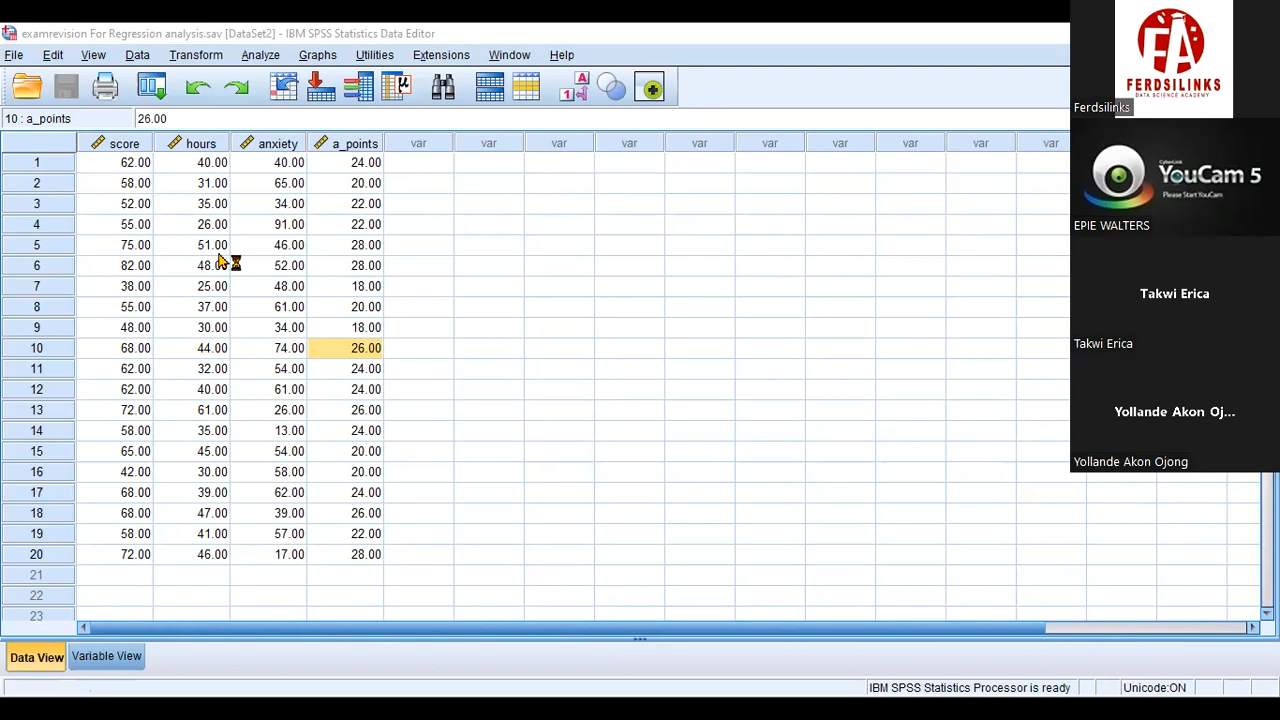 examrevision For Regression analysis.sav [DataSet2] - IBM SPSS Statistics Data Editor
File Edit View Data Transform Analyze Graphs Utilities Extensions Window Help
10 : a_points 26.00
score hours anxiety a_points var var var var var var var var var var
1 62.00 40.00 40.00 24.00
2 58.00 31.00 65.00 20.00
3 52.00 35.00 34.00 22.00
4 55.00 26.00 91.00 22.00
5 75.00 51.00 46.00 28.00
6 82.00 48.00 52.00 28.00
7 38.00 25.00 48.00 18.00
8 55.00 37.00 61.00 20.00
9 48.00 30.00 34.00 18.00
10 68.00 44.00 74.00 26.00
11 62.00 32.00 54.00 24.00
12 62.00 40.00 61.00 24.00
13 72.00 61.00 26.00 26.00
14 58.00 35.00 13.00 24.00
15 65.00 45.00 54.00 20.00
16 42.00 30.00 58.00 20.00
17 68.00 39.00 62.00 24.00
18 68.00 47.00 39.00 26.00
19 58.00 41.00 57.00 22.00
20 72.00 46.00 17.00 28.00
21
22
23
Data View Variable View
IBM SPSS Statistics Processor is ready Unicode:ON
FERDSILINKS
DATA SCIENCE ACADEMY
Ferdsilinks
CyberLink
YouCam 5
Please Start YouCam
EPIE WALTERS
Takwi Erica
Takwi Erica
Yollande Akon Oj...
Yollande Akon Ojong